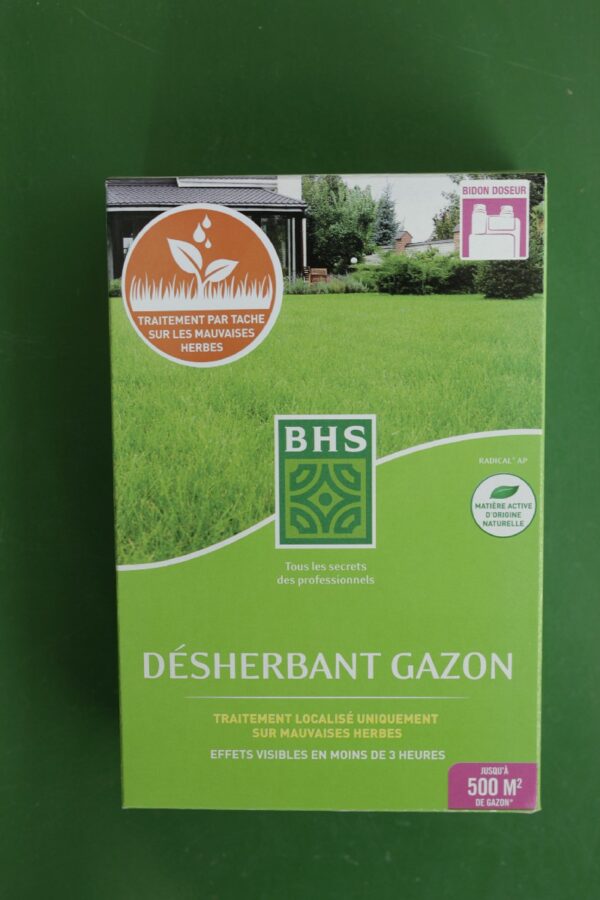 BIDON DOSEUR
TRAITEMENT PAR TACHE
SUR LES MAUVAISES
HERBES
BHS
RADICAL® AP
MATIÈRE ACTIVE
D'ORIGINE
NATURELLE
Tous les secrets
des professionnels
DÉSHERBANT GAZON
TRAITEMENT LOCALISÉ UNIQUEMENT
SUR MAUVAISES HERBES
EFFETS VISIBLES EN MOINS DE 3 HEURES
JUSQU'À
500 M²
DE GAZON*